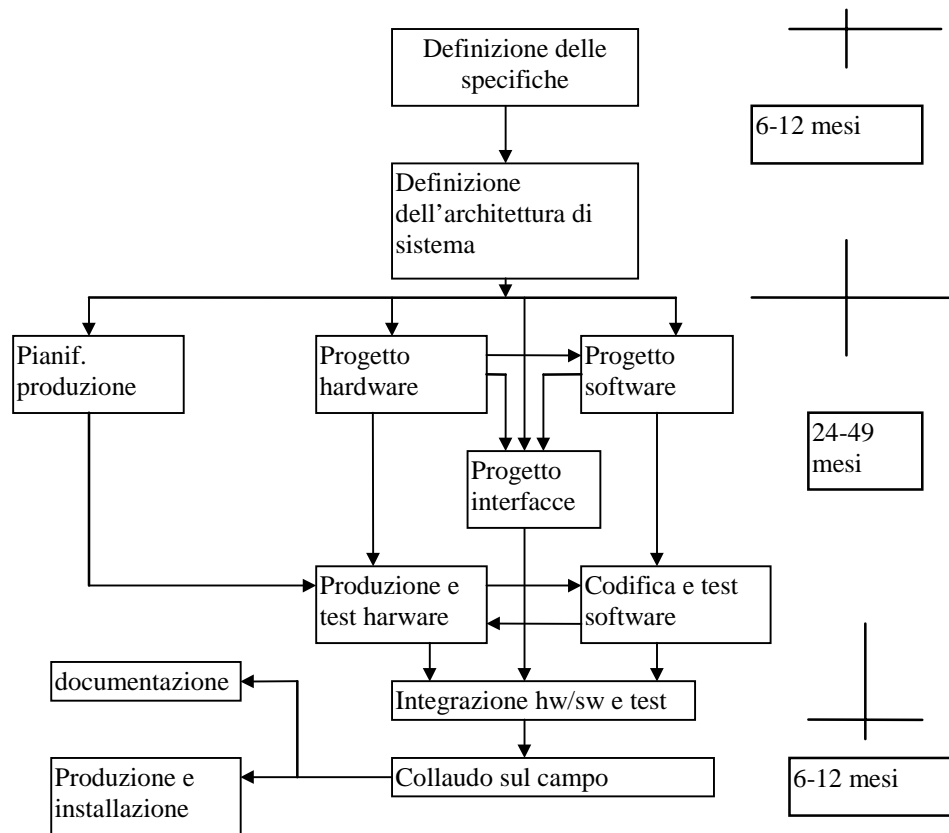 Definizione delle
specifiche
6-12 mesi
Definizione
dell’architettura di
sistema
Pianif.
produzione
Progetto
hardware
Progetto
software
24-49
mesi
Progetto
interfacce
Produzione e
test harware
Codifica e test
software
documentazione
Integrazione hw/sw e test
Produzione e
installazione
Collaudo sul campo
6-12 mesi